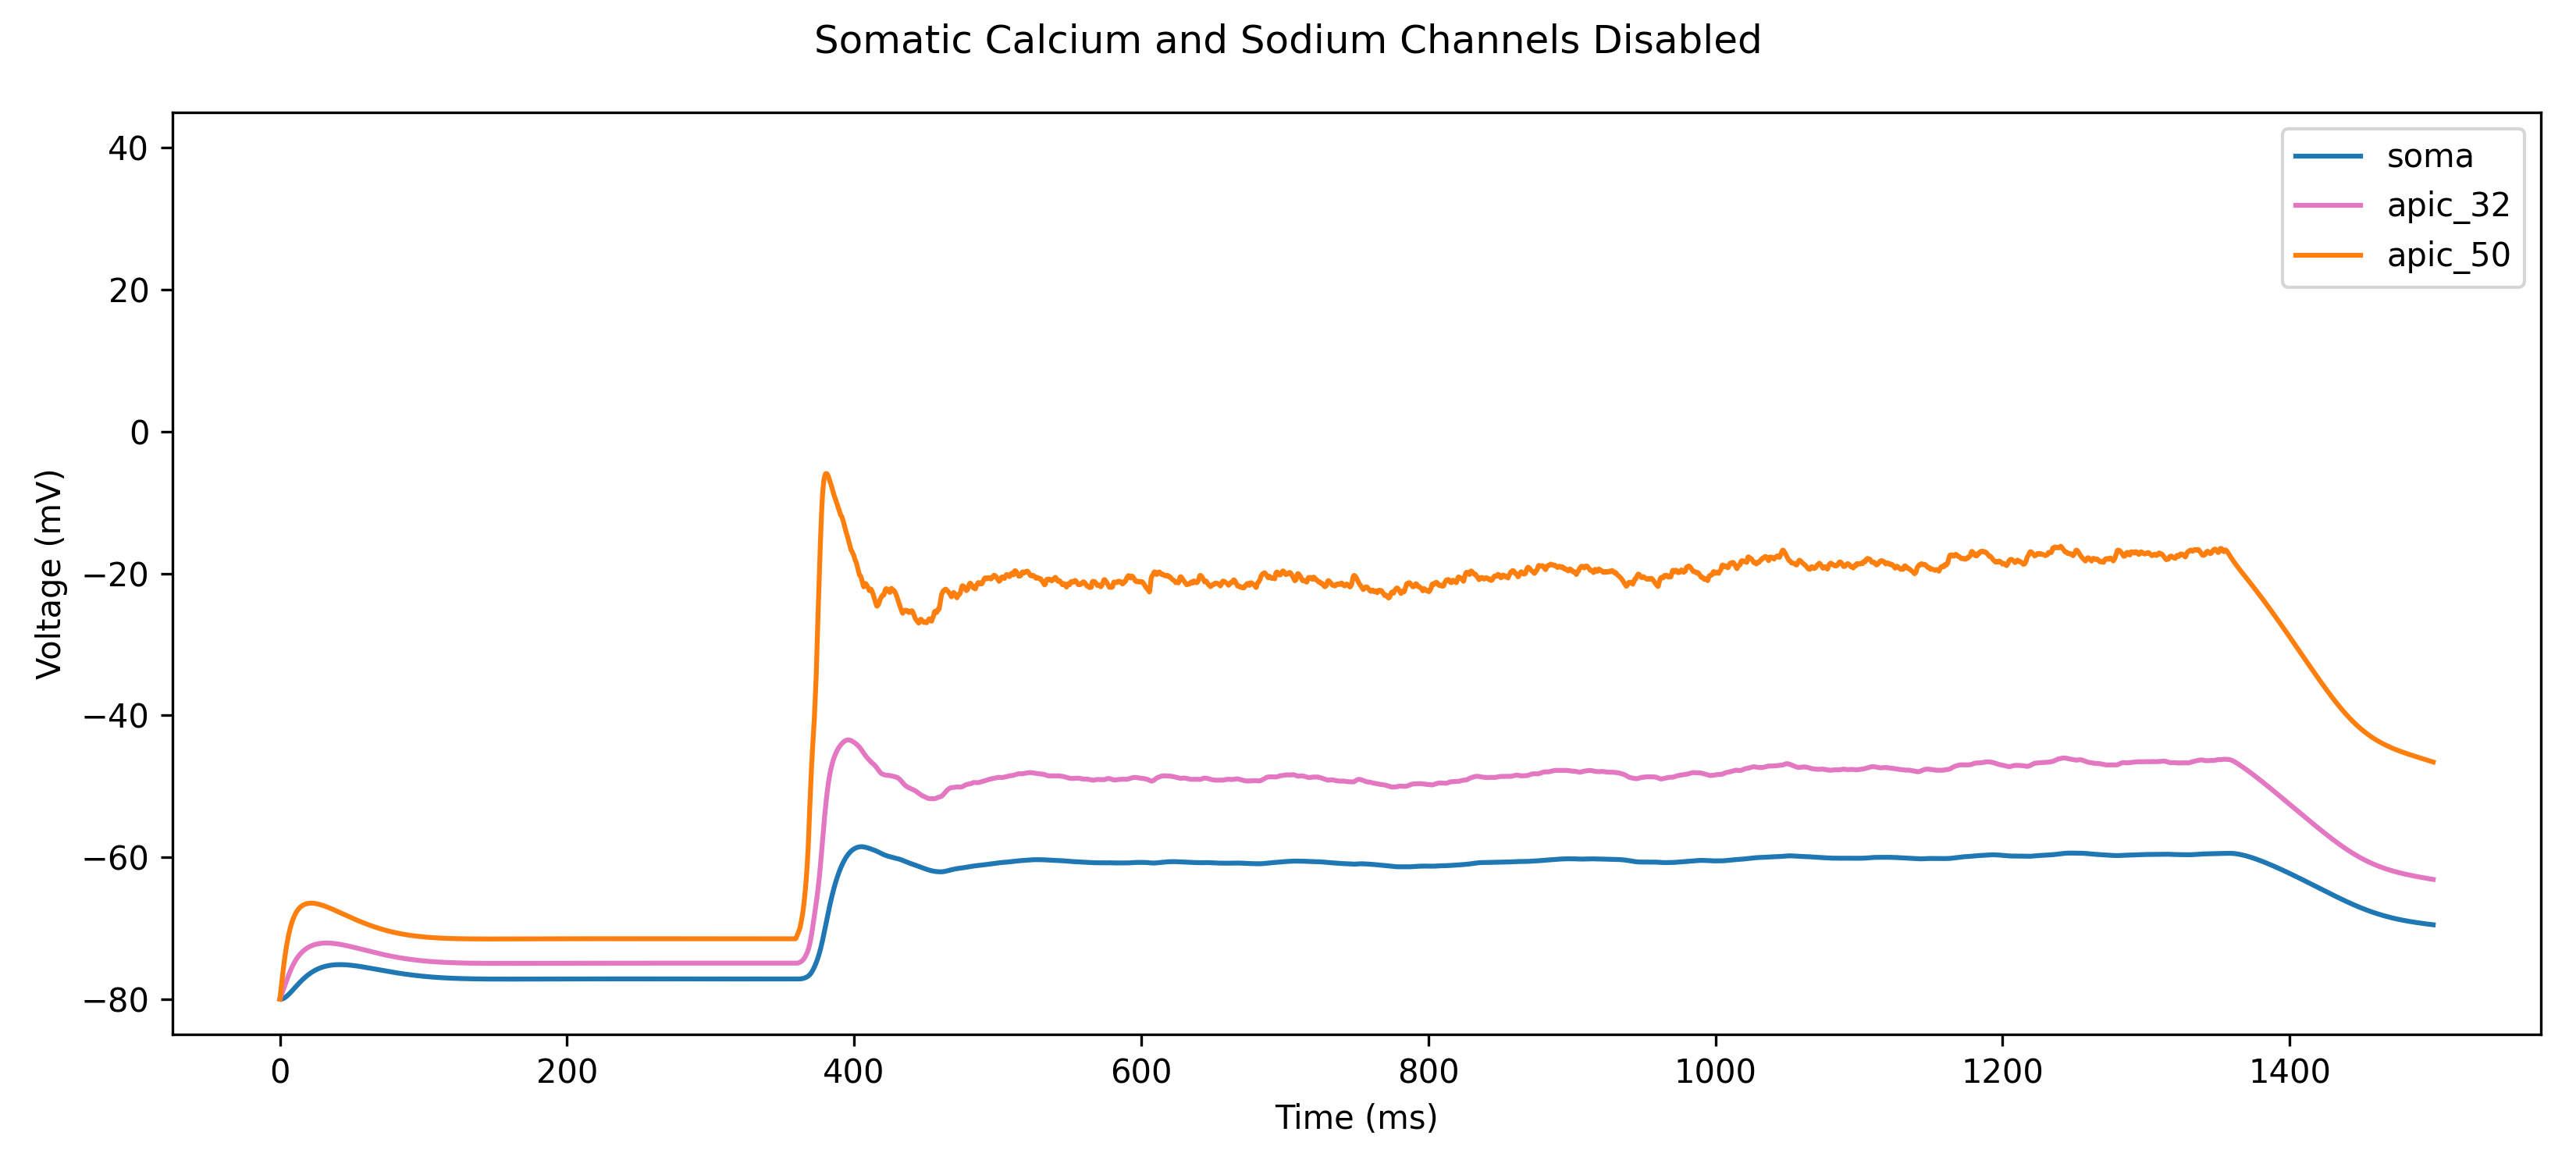 Somatic Calcium and Sodium Channels Disabled
40
20
0
−20
−40
−60
−80
Voltage (mV)
soma
apic_32
apic_50
0 200 400 600 800 1000 1200 1400
Time (ms)